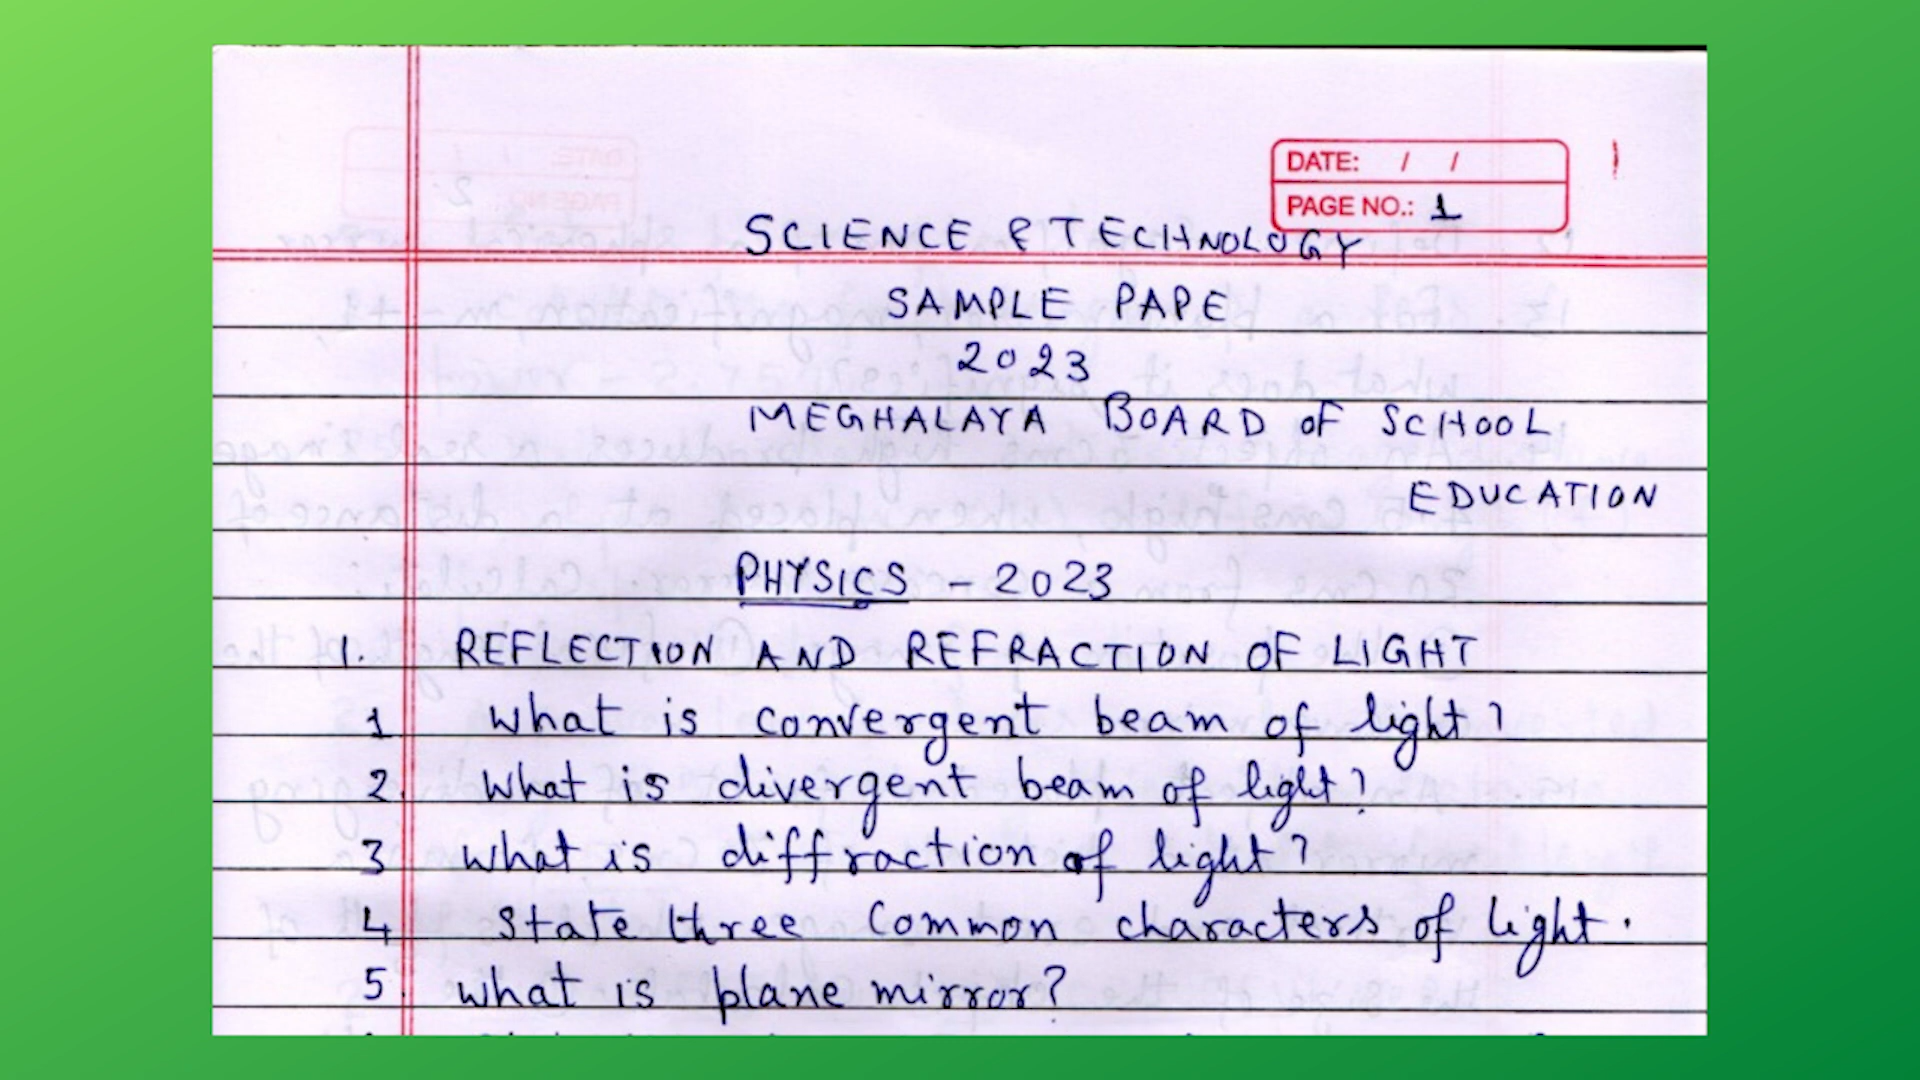 DATE: / /
PAGE NO.: 1
SCIENCE & TECHNOLOGY
SAMPLE PAPE
2023
MEGHALAYA BOARD OF SCHOOL
EDUCATION
PHYSICS - 2023
1. REFLECTION AND REFRACTION OF LIGHT
1 What is convergent beam of light?
2. What is divergent beam of light?
3 What is diffraction of light?
4 State three common characters of light.
5. What is plane mirror?